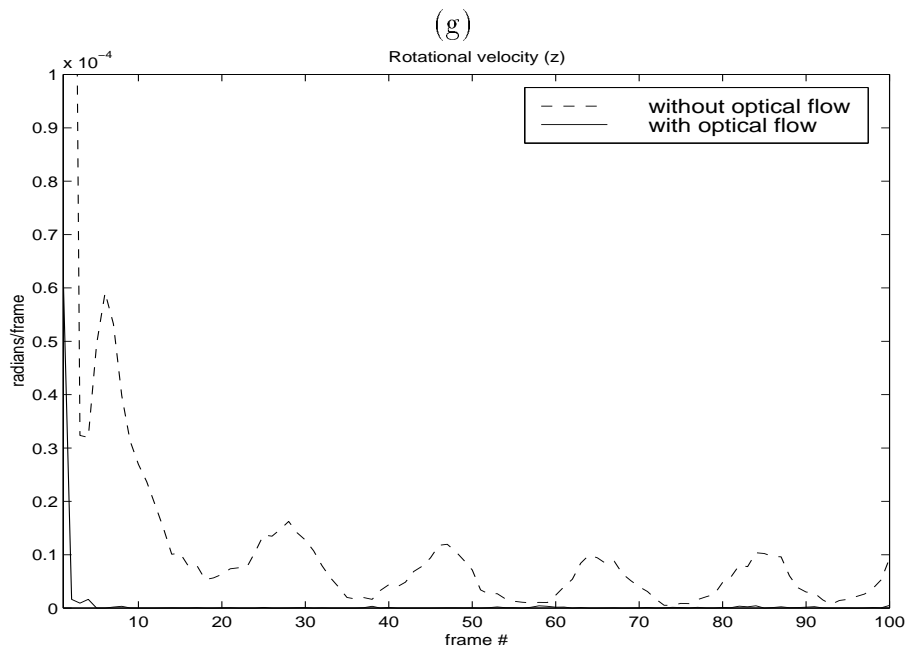 (g)
Rotational velocity (z)
x 10⁻⁴
1
0.9
0.8
0.7
0.6
0.5
0.4
0.3
0.2
0.1
0
radians/frame
without optical flow
with optical flow
10 20 30 40 50 60 70 80 90 100
frame #